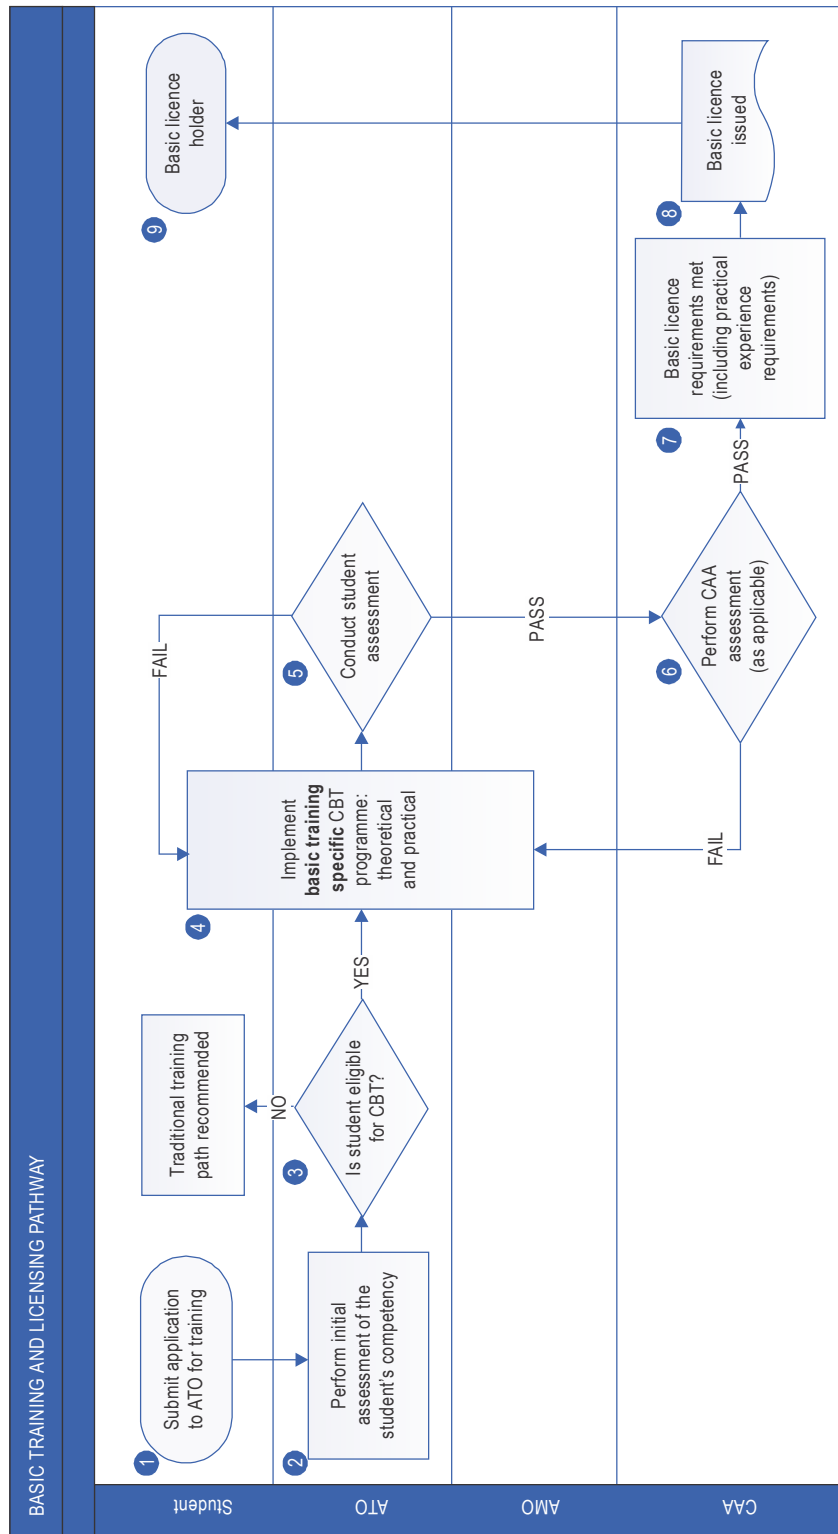 BASIC TRAINING AND LICENSING PATHWAY
Student
ATO
AMO
CAA
1
Submit application
to ATO for training
2
Perform initial
assessment of the
student's competency
3
Is student eligible
for CBT?
NO
Traditional training
path recommended
YES
4
Implement
basic training
specific CBT
programme:
theoretical
and practical
5
Conduct student
assessment
FAIL
PASS
6
Perform CAA
assessment
(as applicable)
FAIL
PASS
7
Basic licence
requirements met
(including practical
experience
requirements)
8
Basic licence
issued
9
Basic licence
holder